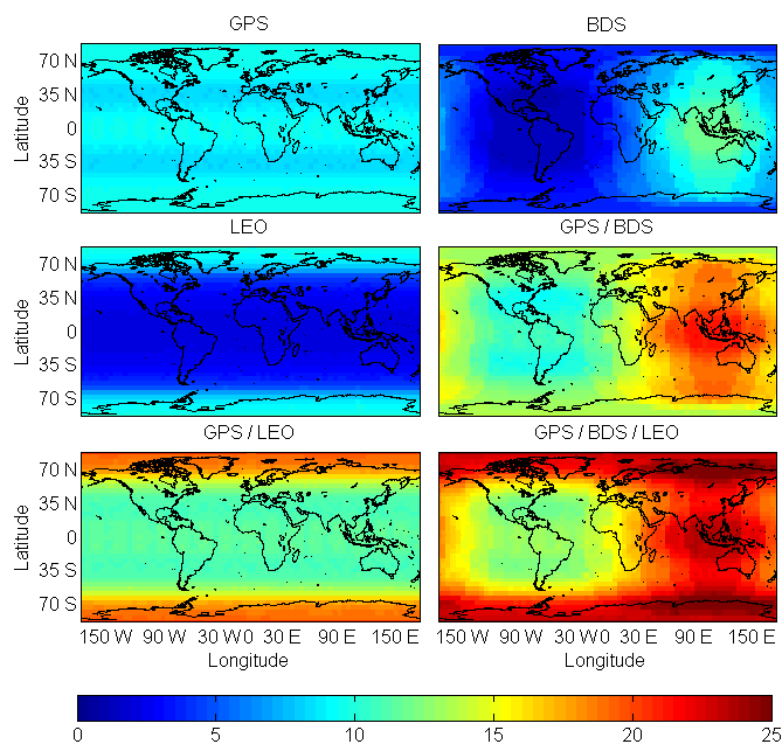 GPS
BDS
Latitude
70 N
35 N
0
35 S
70 S
LEO
GPS / BDS
Latitude
70 N
35 N
0
35 S
70 S
GPS / LEO
GPS / BDS / LEO
Latitude
70 N
35 N
0
35 S
70 S
150 W 90 W 30 W 0 30 E 90 E 150 E
150 W 90 W 30 W 0 30 E 90 E 150 E
Longitude
Longitude
0 5 10 15 20 25